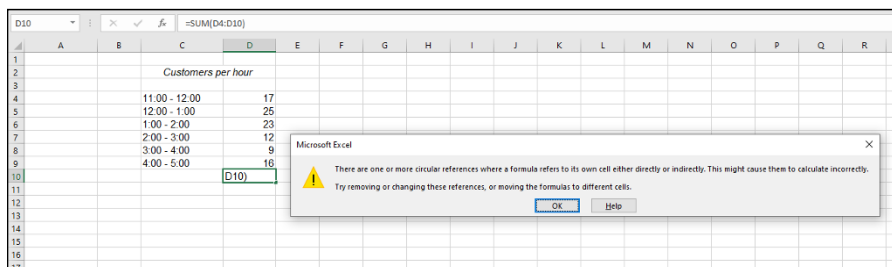 D10 fx =SUM(D4:D10)
A B C D E F G H I J K L M N O P Q R
1
2 Customers per hour
3
4 11:00 - 12:00 17
5 12:00 - 1:00 25
6 1:00 - 2:00 23
7 2:00 - 3:00 12
8 3:00 - 4:00 9
9 4:00 - 5:00 16
10 D10)
11
12
13
14
15
16
17
Microsoft Excel
There are one or more circular references where a formula refers to its own cell either directly or indirectly. This might cause them to calculate incorrectly.
Try removing or changing these references, or moving the formulas to different cells.
OK Help